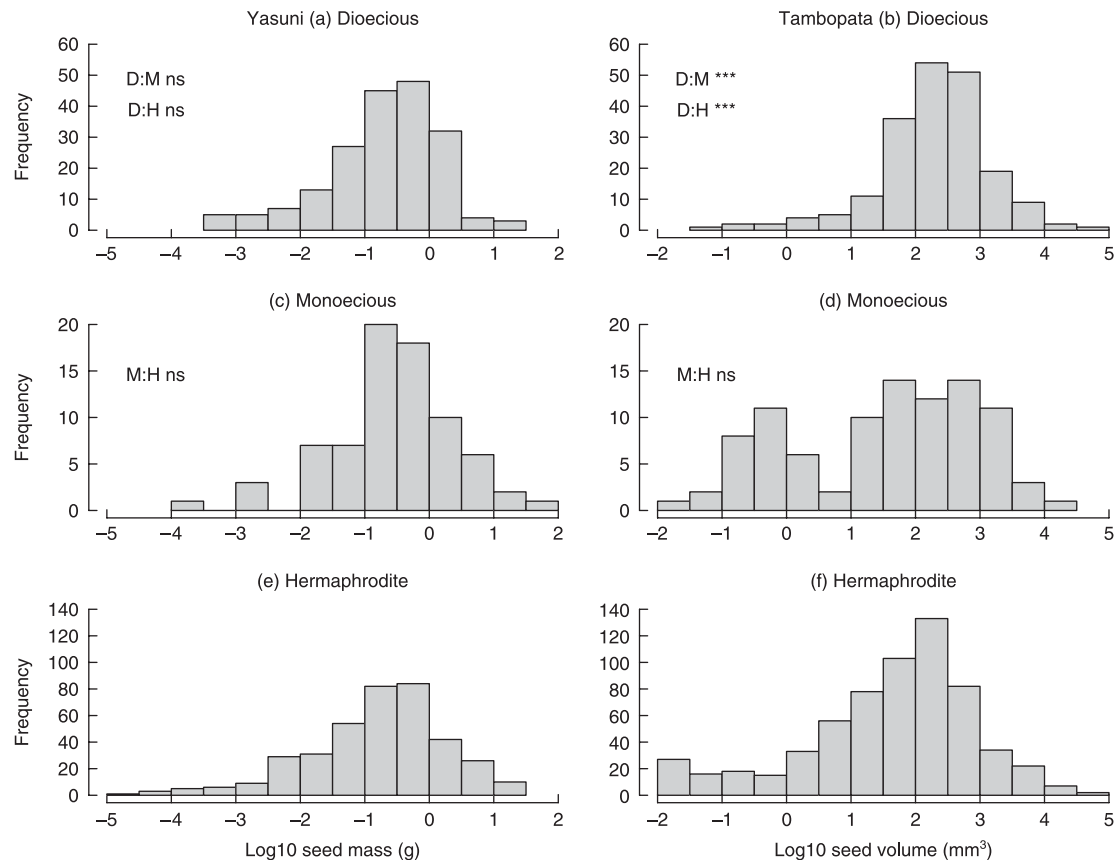 Yasuni (a) Dioecious
60
50
40
30
20
10
0
Frequency
D:M ns
D:H ns
–5 –4 –3 –2 –1 0 1 2
Tambopata (b) Dioecious
60
50
40
30
20
10
0
D:M ***
D:H ***
–2 –1 0 1 2 3 4 5
(c) Monoecious
20
15
10
5
0
Frequency
M:H ns
–5 –4 –3 –2 –1 0 1 2
(d) Monoecious
20
15
10
5
0
M:H ns
–2 –1 0 1 2 3 4 5
(e) Hermaphrodite
140
120
100
80
60
40
20
0
Frequency
–5 –4 –3 –2 –1 0 1 2
Log10 seed mass (g)
(f) Hermaphrodite
140
120
100
80
60
40
20
0
–2 –1 0 1 2 3 4 5
Log10 seed volume (mm³)